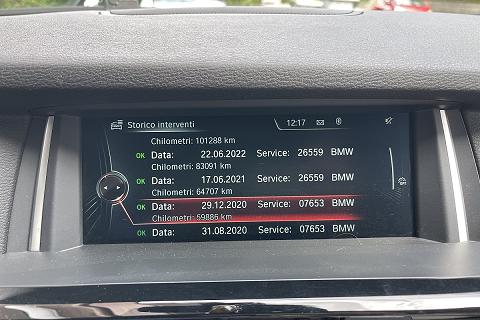 Storico interventi 12:17
Chilometri: 101288 km
OK Data: 22.06.2022 Service: 26559 BMW
Chilometri: 83091 km
OK Data: 17.06.2021 Service: 26559 BMW
Chilometri: 64707 km
OK Data: 29.12.2020 Service: 07653 BMW
Chilometri: 59886 km
OK Data: 31.08.2020 Service: 07653 BMW